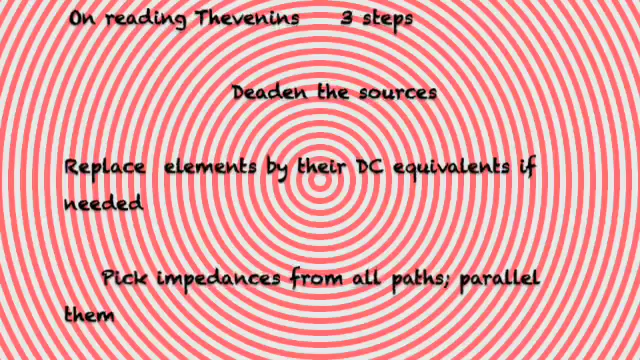 On reading Thevenins 3 steps
Deaden the sources
Replace elements by their DC equivalents if
needed
Pick impedances from all paths; parallel
them